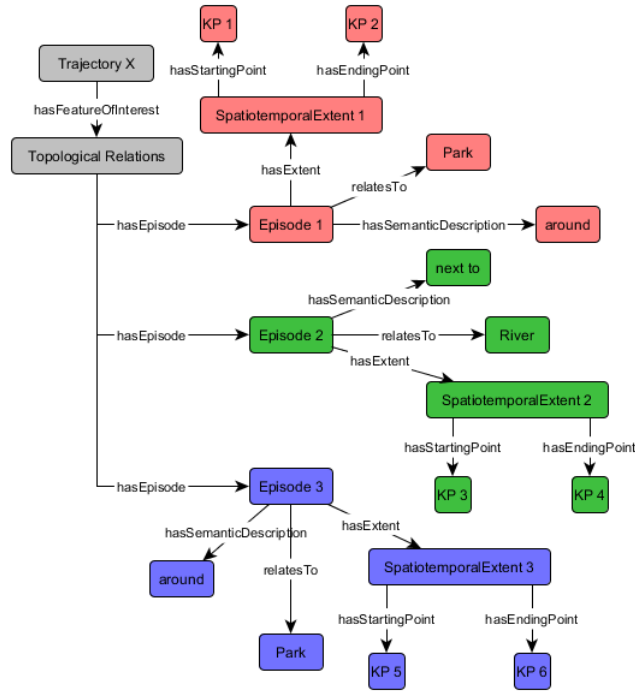 KP 1
KP 2
Trajectory X
hasStartingPoint
hasEndingPoint
hasFeatureOfInterest
SpatiotemporalExtent 1
Topological Relations
Park
hasExtent
relatesTo
hasEpisode
Episode 1
hasSemanticDescription
around
next to
hasSemanticDescription
hasEpisode
Episode 2
relatesTo
River
hasExtent
SpatiotemporalExtent 2
hasStartingPoint
hasEndingPoint
hasEpisode
Episode 3
KP 3
KP 4
hasSemanticDescription
hasExtent
around
relatesTo
SpatiotemporalExtent 3
hasStartingPoint
hasEndingPoint
Park
KP 5
KP 6